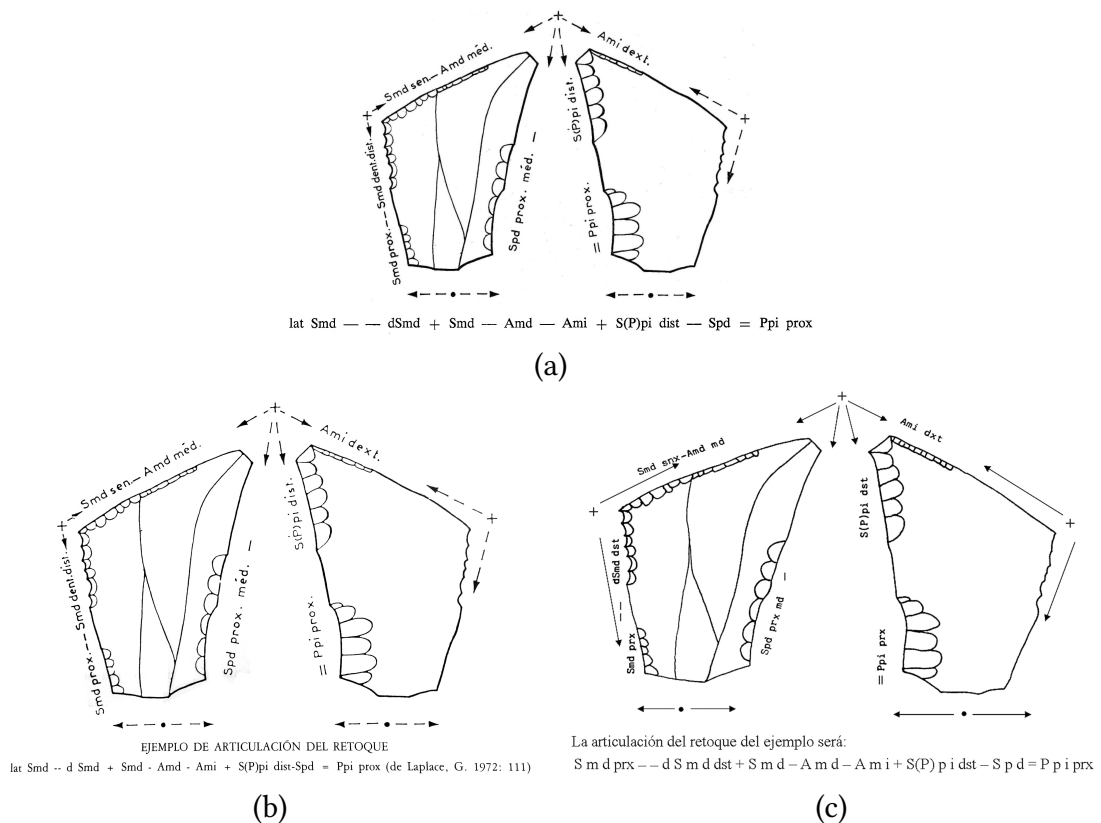 Smd sen — Amd méd.
Ami dext.
Smd prox. — — Smd dent. dist.
Spd prox. méd. —
S(P)pi dist.
= Ppi prox.
lat Smd — — dSmd + Smd — Amd — Ami + S(P)pi dist — Spd = Ppi prox
(a)
Smd sen — Amd méd.
Ami dext.
Smd prox. — — Smd dent. dist.
Spd prox. méd. —
S(P)pi dist.
= Ppi prox.
EJEMPLO DE ARTICULACIÓN DEL RETOQUE
lat Smd -- d Smd + Smd - Amd - Ami + S(P)pi dist-Spd = Ppi prox (de Laplace, G. 1972: 111)
(b)
Smd snx-Amd md
Ami dxt
Smd prx — — dSmd dst
Spd prx md —
S(P)pi dst
= Ppi prx
La articulación del retoque del ejemplo será:
S m d prx – – d S m d dst + S m d – A m d – A m i + S(P) p i dst – S p d = P p i prx
(c)